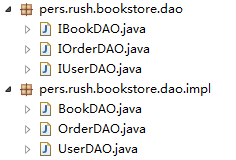 pers.rush.bookstore.dao
IBookDAO.java
IOrderDAO.java
IUserDAO.java
pers.rush.bookstore.dao.impl
BookDAO.java
OrderDAO.java
UserDAO.java